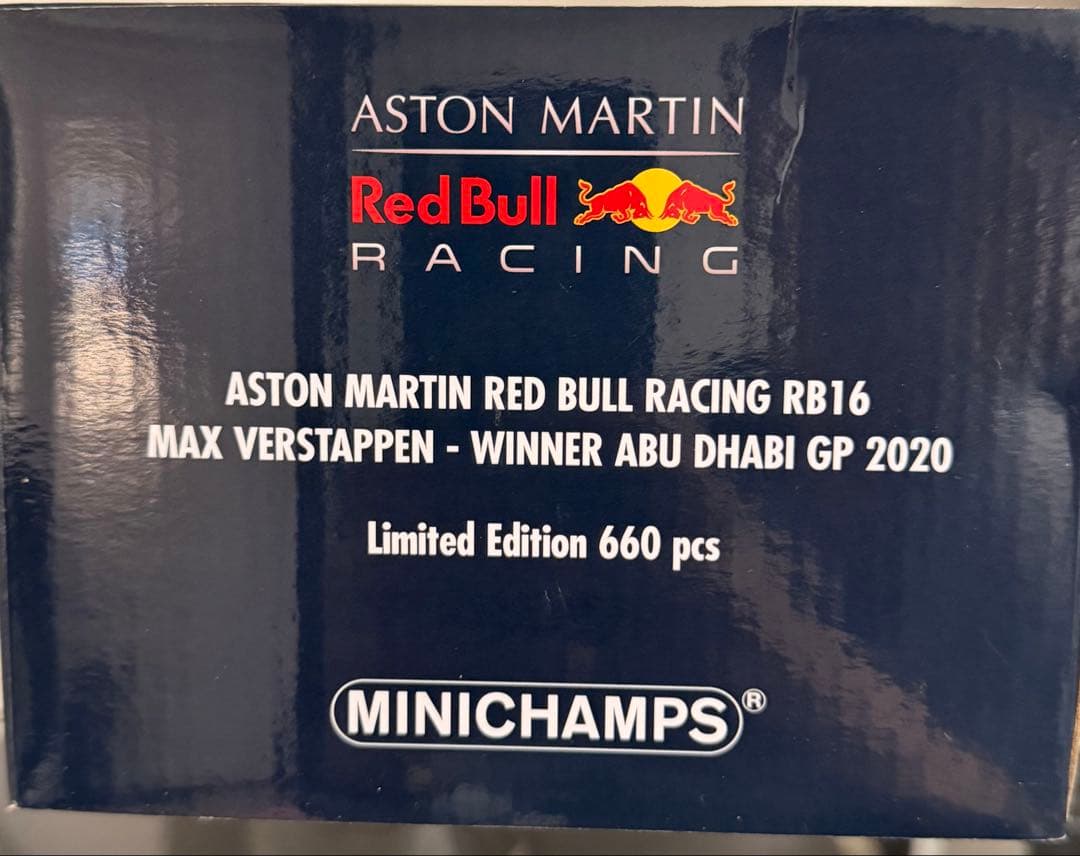 ASTON MARTIN
Red Bull
RACING
ASTON MARTIN RED BULL RACING RB16
MAX VERSTAPPEN - WINNER ABU DHABI GP 2020
Limited Edition 660 pcs
MINICHAMPS®